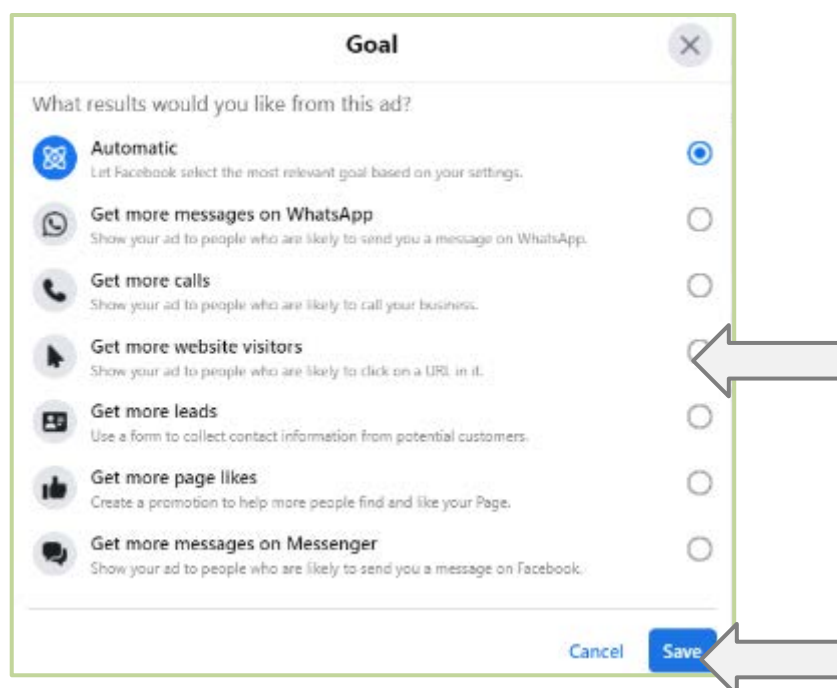 Goal
What results would you like from this ad?
Automatic
Let Facebook select the most relevant goal based on your settings.
Get more messages on WhatsApp
Show your ad to people who are likely to send you a message on WhatsApp.
Get more calls
Show your ad to people who are likely to call your business.
Get more website visitors
Show your ad to people who are likely to click on a URL in it.
Get more leads
Use a form to collect contact information from potential customers.
Get more page likes
Create a promotion to help more people find and like your Page.
Get more messages on Messenger
Show your ad to people who are likely to send you a message on Facebook.
Cancel Save